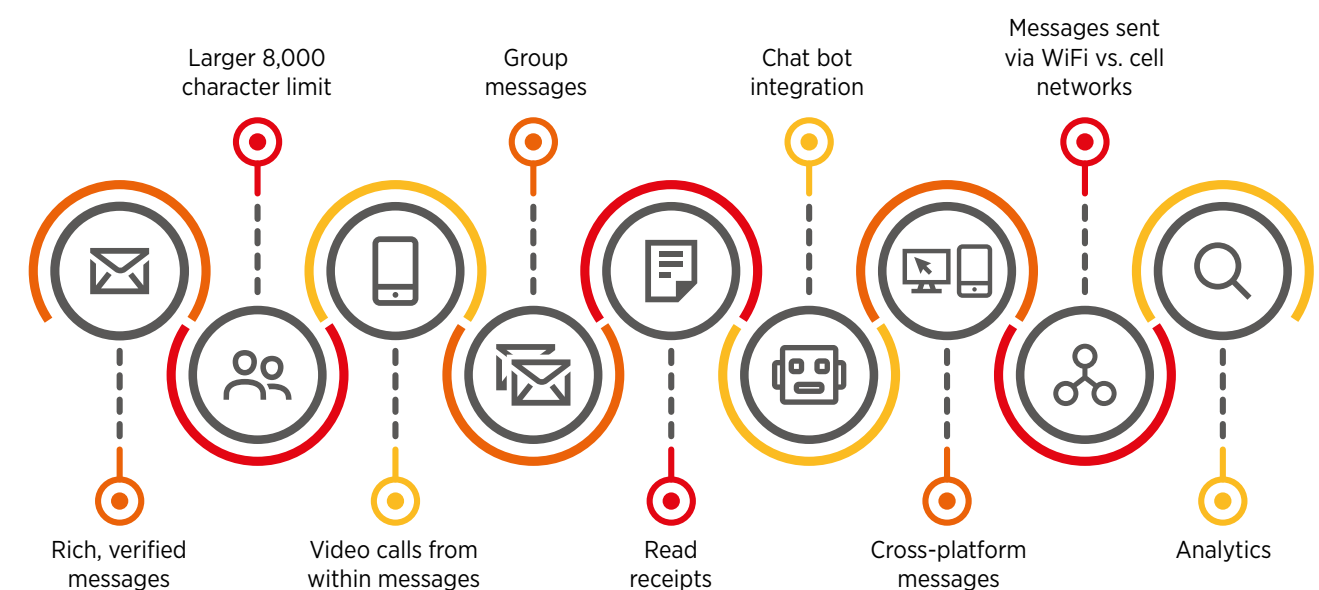 Messages sent
via WiFi vs. cell
networks
Larger 8,000
character limit
Group
messages
Chat bot
integration
Rich, verified
messages
Video calls from
within messages
Read
receipts
Cross-platform
messages
Analytics